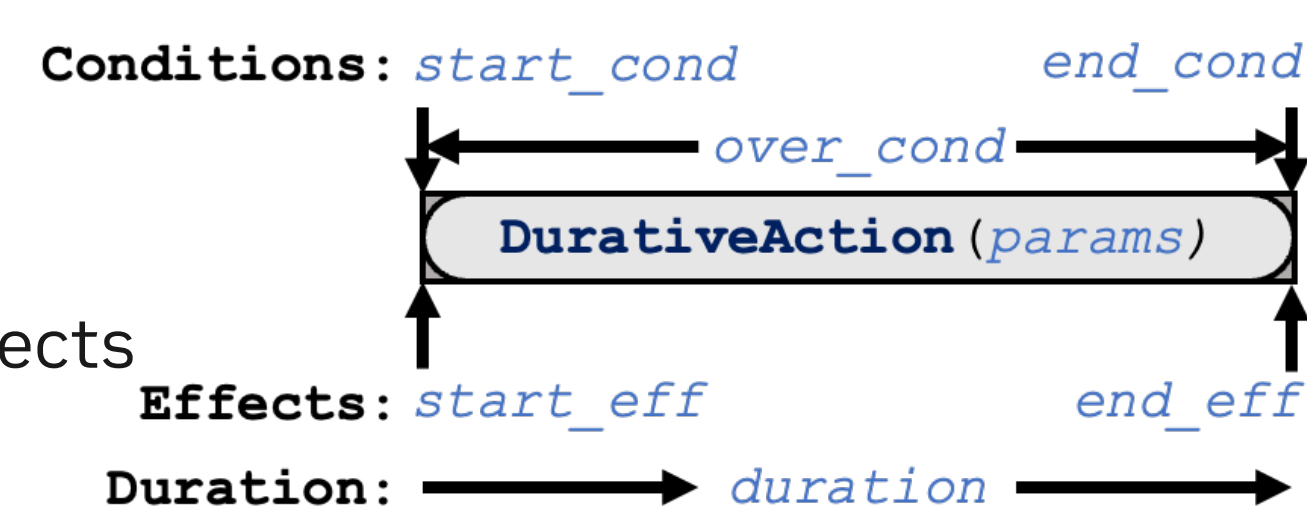 Conditions: start_cond end_cond
over_cond
DurativeAction(params)
ects
Effects: start_eff end_eff
Duration: duration